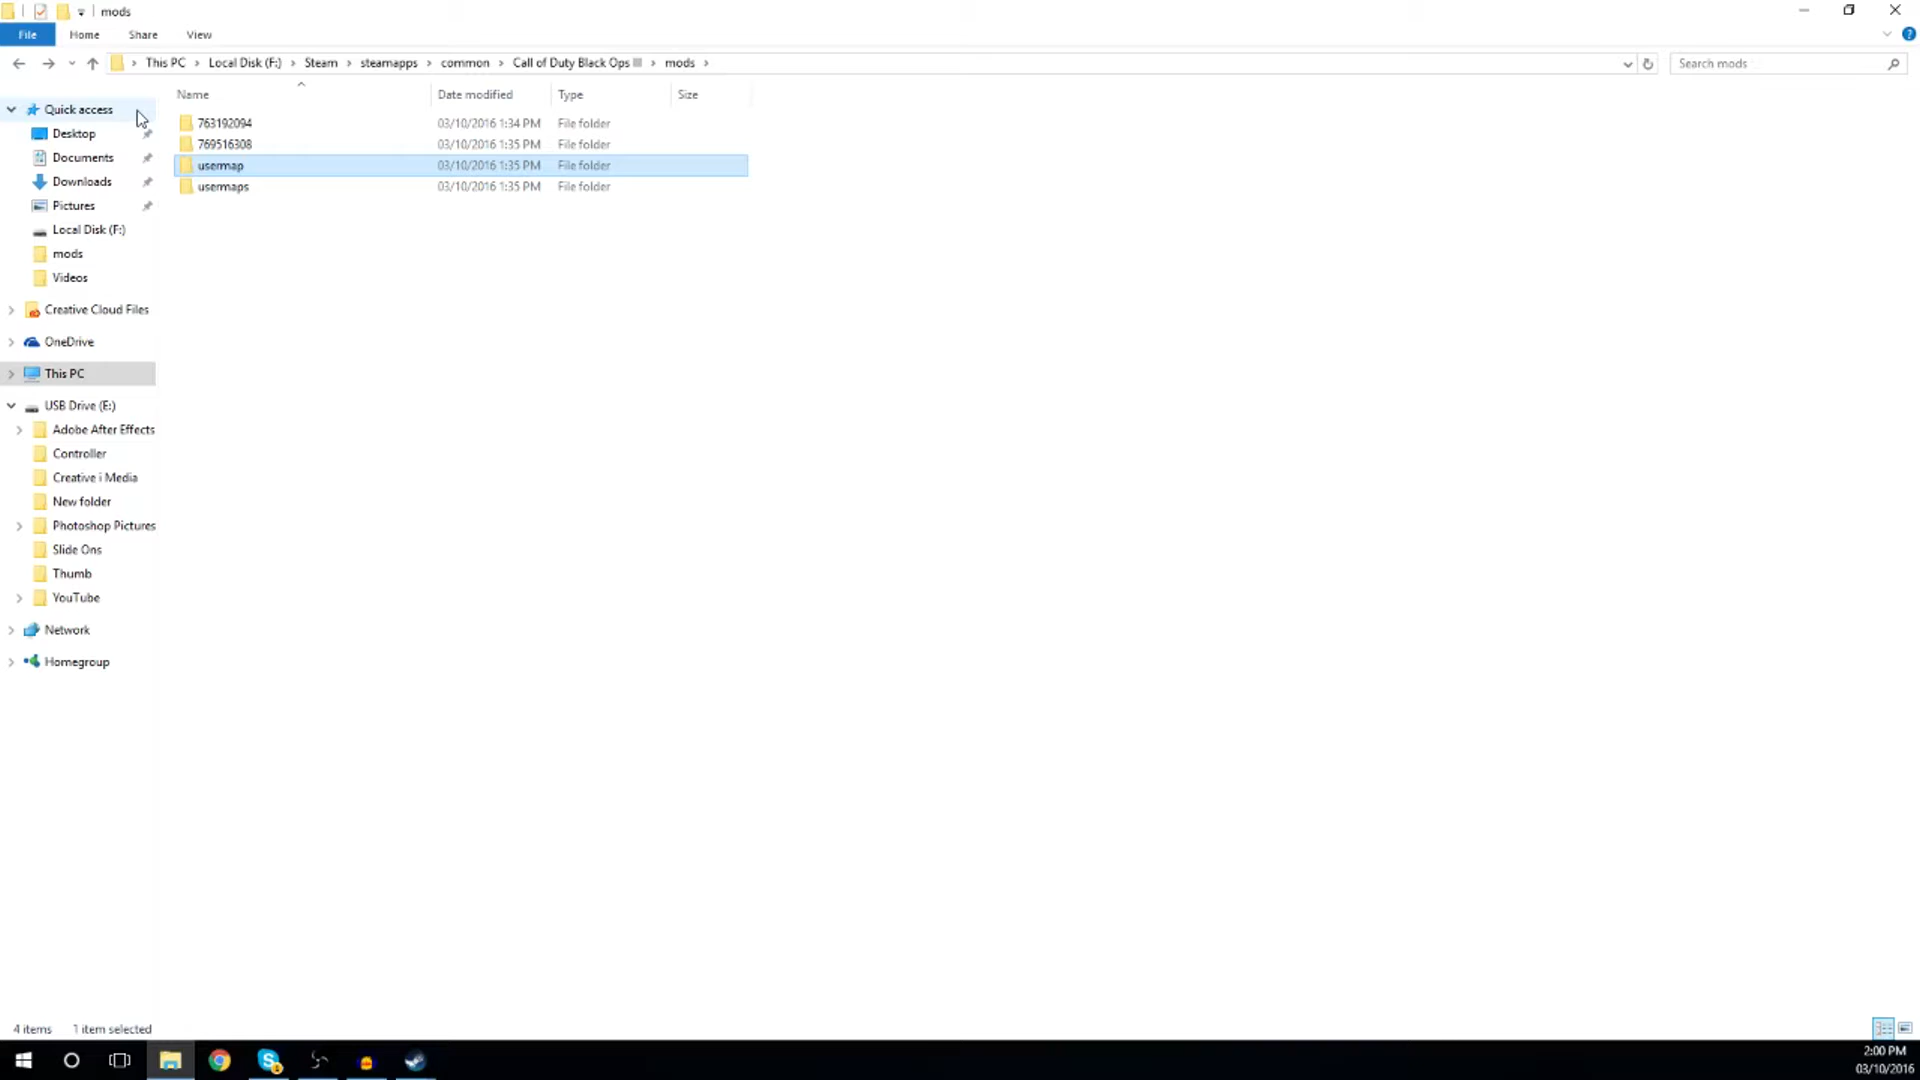 mods
File Home Share View
This PC Local Disk (F:) Steam steamapps common Call of Duty Black Ops mods
Search mods
Name Date modified Type Size
763192094 03/10/2016 1:34 PM File folder
769516308 03/10/2016 1:35 PM File folder
usermap 03/10/2016 1:35 PM File folder
usermaps 03/10/2016 1:35 PM File folder
Quick access
Desktop
Documents
Downloads
Pictures
Local Disk (F:)
mods
Videos
Creative Cloud Files
OneDrive
This PC
USB Drive (E:)
Adobe After Effects
Controller
Creative i Media
New folder
Photoshop Pictures
Slide Ons
Thumb
YouTube
Network
Homegroup
4 items 1 item selected
2:00 PM
03/10/2016